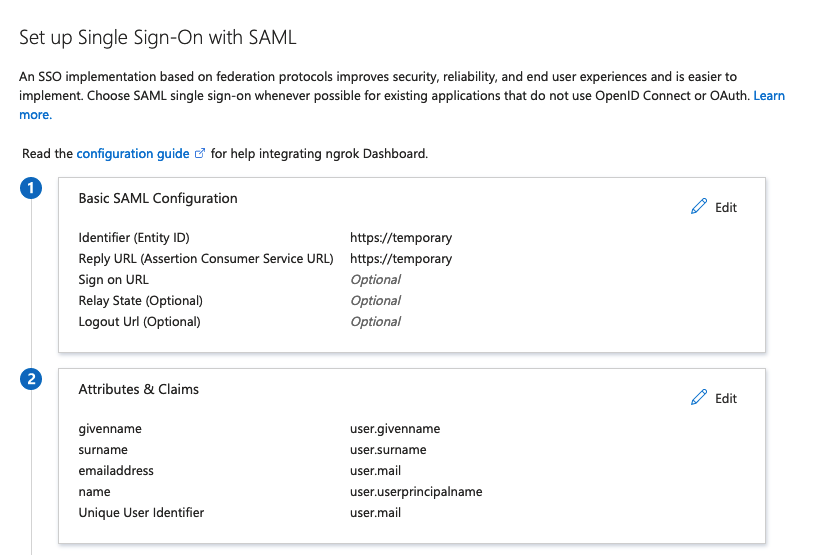 Set up Single Sign-On with SAML
An SSO implementation based on federation protocols improves security, reliability, and end user experiences and is easier to
implement. Choose SAML single sign-on whenever possible for existing applications that do not use OpenID Connect or OAuth. Learn
more.
Read the configuration guide for help integrating ngrok Dashboard.
1
Basic SAML Configuration
Edit
Identifier (Entity ID) https://temporary
Reply URL (Assertion Consumer Service URL) https://temporary
Sign on URL Optional
Relay State (Optional) Optional
Logout Url (Optional) Optional
2
Attributes & Claims
Edit
givenname user.givenname
surname user.surname
emailaddress user.mail
name user.userprincipalname
Unique User Identifier user.mail